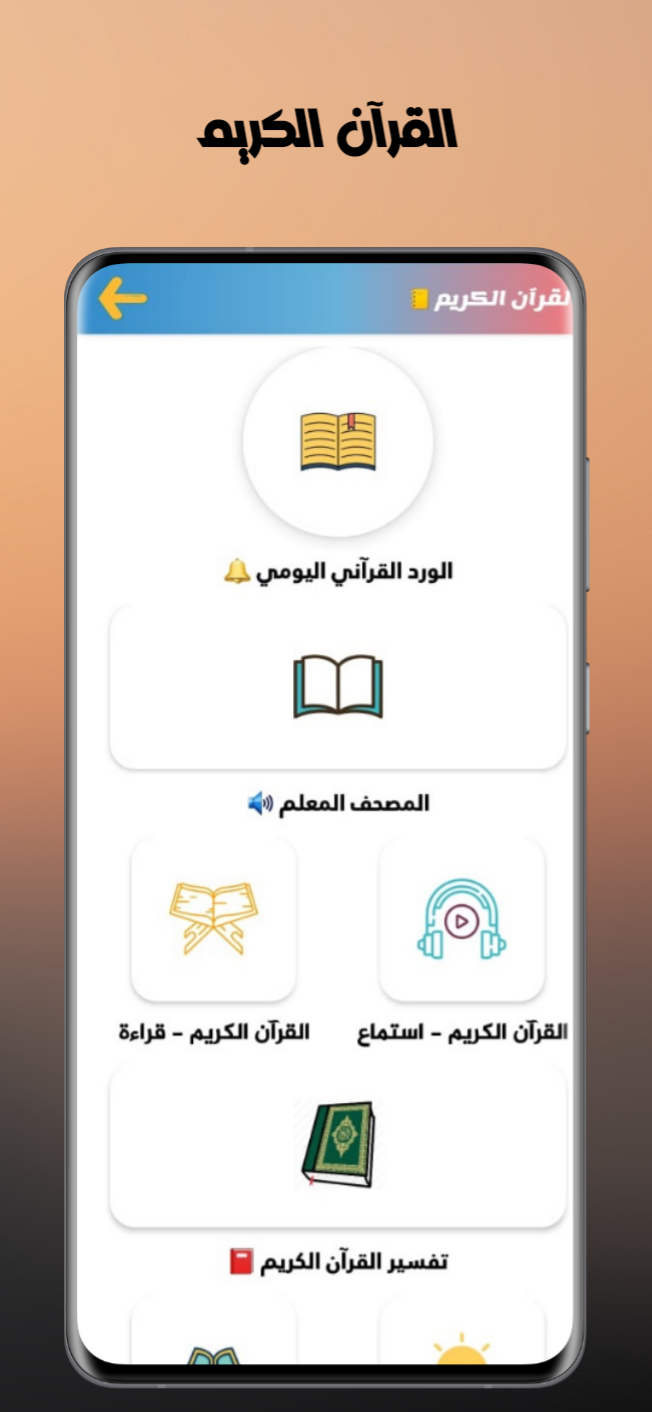 القرآن الكريم
لقرآن الكريم 📒
الورد القرآني اليومي 🔔
المصحف المعلم 🔊
القرآن الكريم - استماع
القرآن الكريم - قراءة
تفسير القرآن الكريم 📕